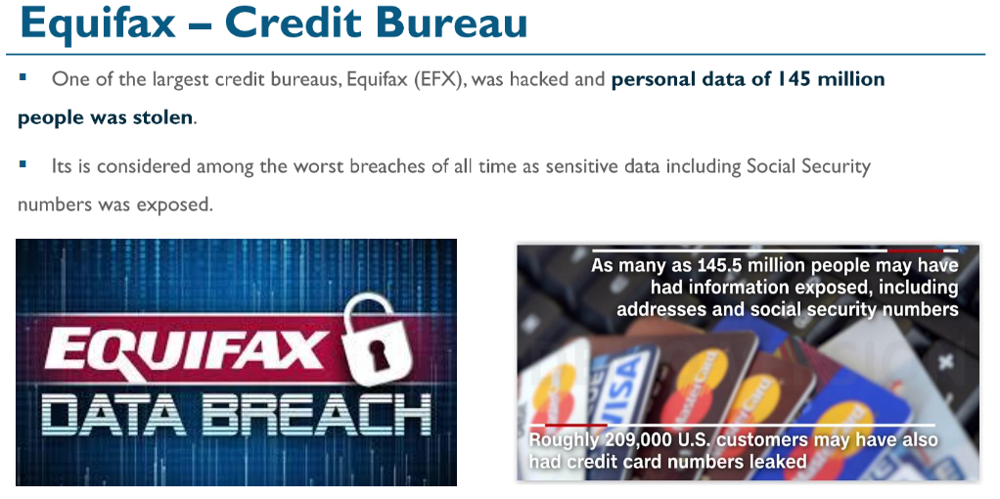 Equifax – Credit Bureau
▪ One of the largest credit bureaus, Equifax (EFX), was hacked and personal data of 145 million
people was stolen.
▪ Its is considered among the worst breaches of all time as sensitive data including Social Security
numbers was exposed.
EQUIFAX
DATA BREACH
As many as 145.5 million people may have
had information exposed, including
addresses and social security numbers
VISA
MasterCard
MasterCard
Roughly 209,000 U.S. customers may have also
had credit card numbers leaked